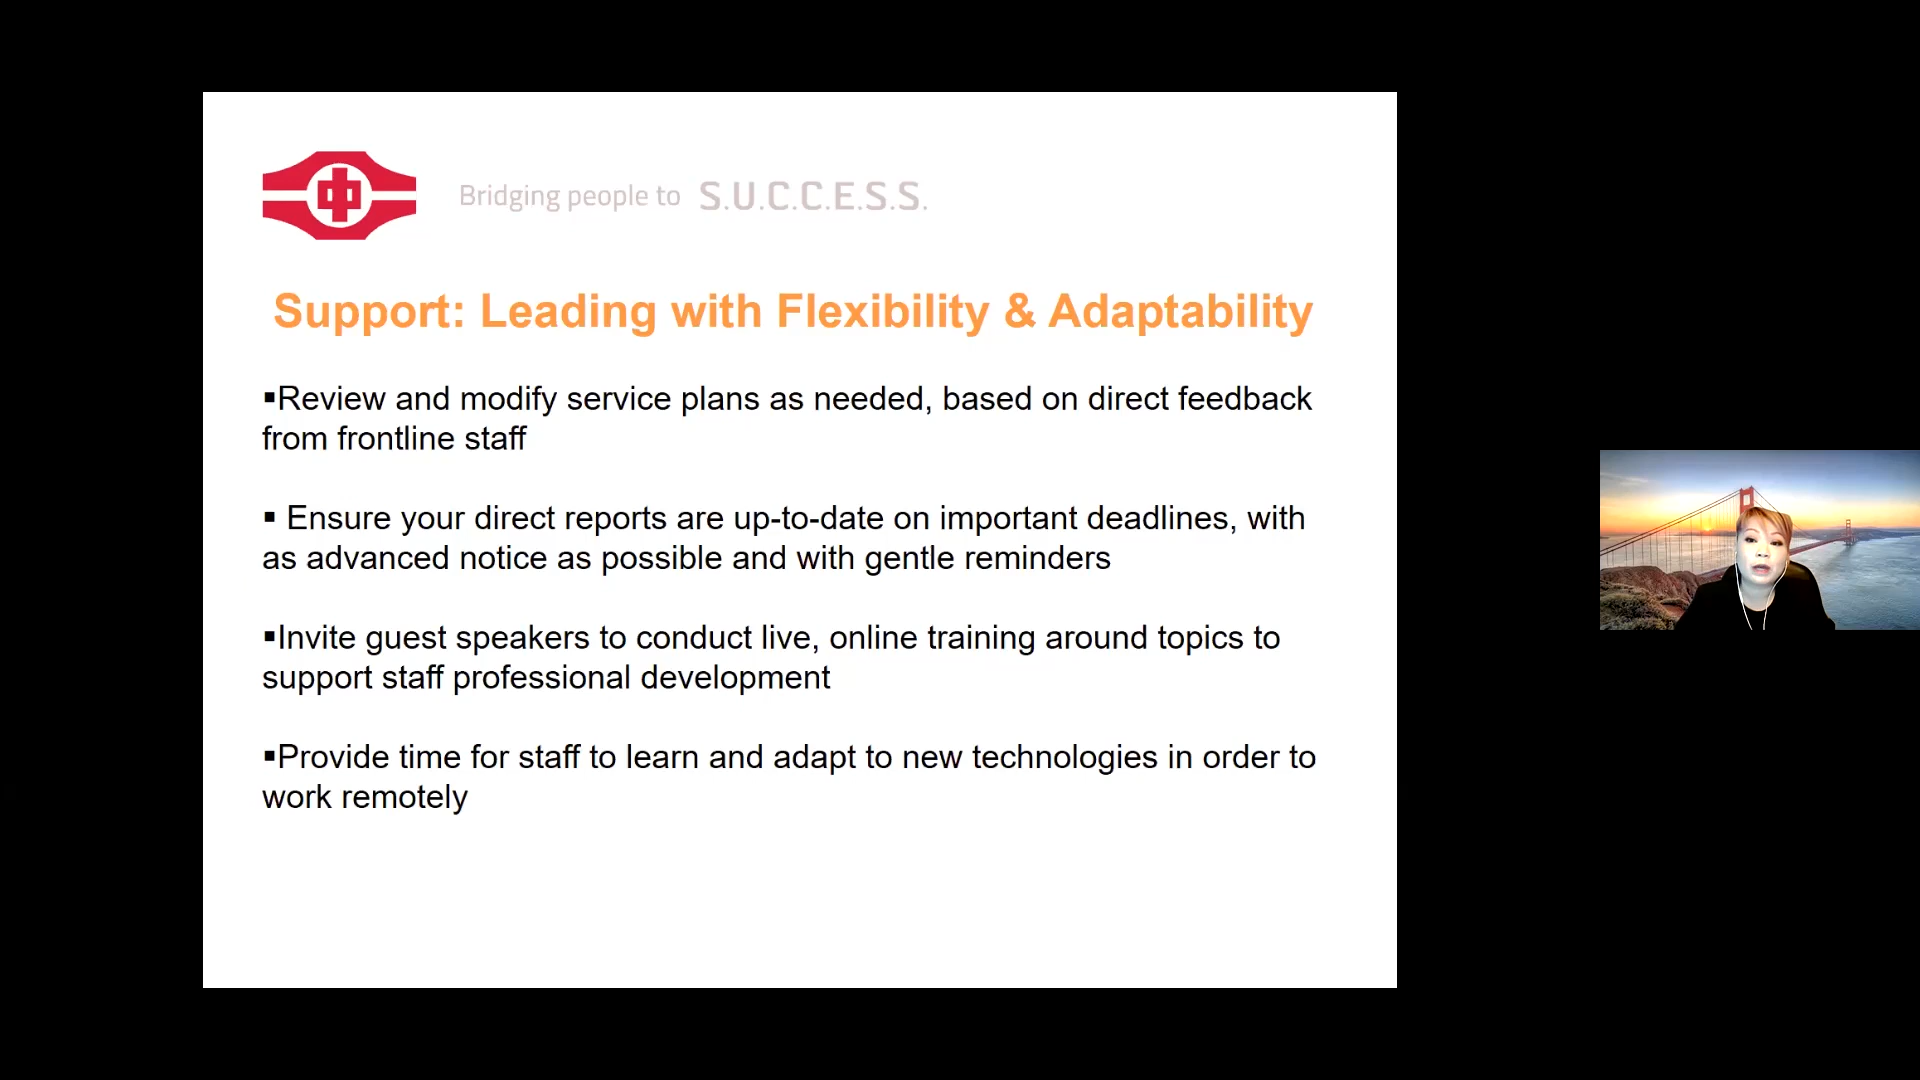 中
Bridging people to S.U.C.C.E.S.S.
Support: Leading with Flexibility & Adaptability
▪Review and modify service plans as needed, based on direct feedback
from frontline staff
▪ Ensure your direct reports are up-to-date on important deadlines, with
as advanced notice as possible and with gentle reminders
▪Invite guest speakers to conduct live, online training around topics to
support staff professional development
▪Provide time for staff to learn and adapt to new technologies in order to
work remotely